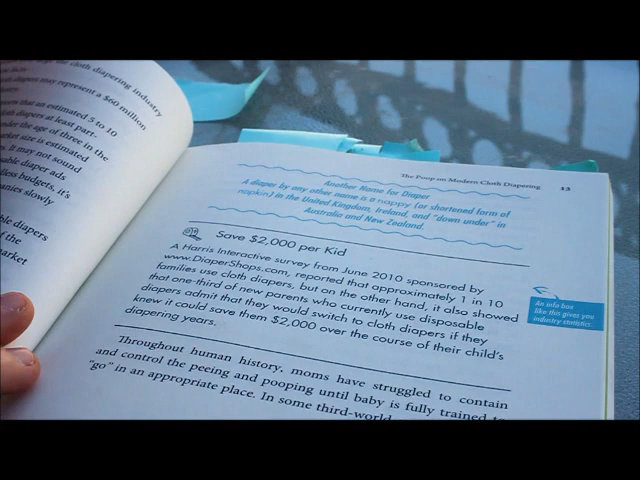 the cloth diapering industry
diapers may represent a $60 million
that an estimated 5 to 10
diapers at least part-
under the age of three in the
size is estimated
It may not sound
diaper ads
budgets, it's
slowly
diapers
of the
market
The Poop on Modern Cloth Diapering 13
Another Name for Diaper
A diaper by any other name is a nappy (or shortened form of
napkin) in the United Kingdom, Ireland, and "down under" in
Australia and New Zealand.
Save $2,000 per Kid
A Harris Interactive survey from June 2010 sponsored by
www.DiaperShops.com, reported that approximately 1 in 10
families use cloth diapers, but on the other hand, it also showed
that one-third of new parents who currently use disposable
diapers admit that they would switch to cloth diapers if they
knew it could save them $2,000 over the course of their child's
diapering years.
An info box
like this gives you
industry statistics.
Throughout human history, moms have struggled to contain
and control the peeing and pooping until baby is fully trained to
"go" in an appropriate place. In some third-world